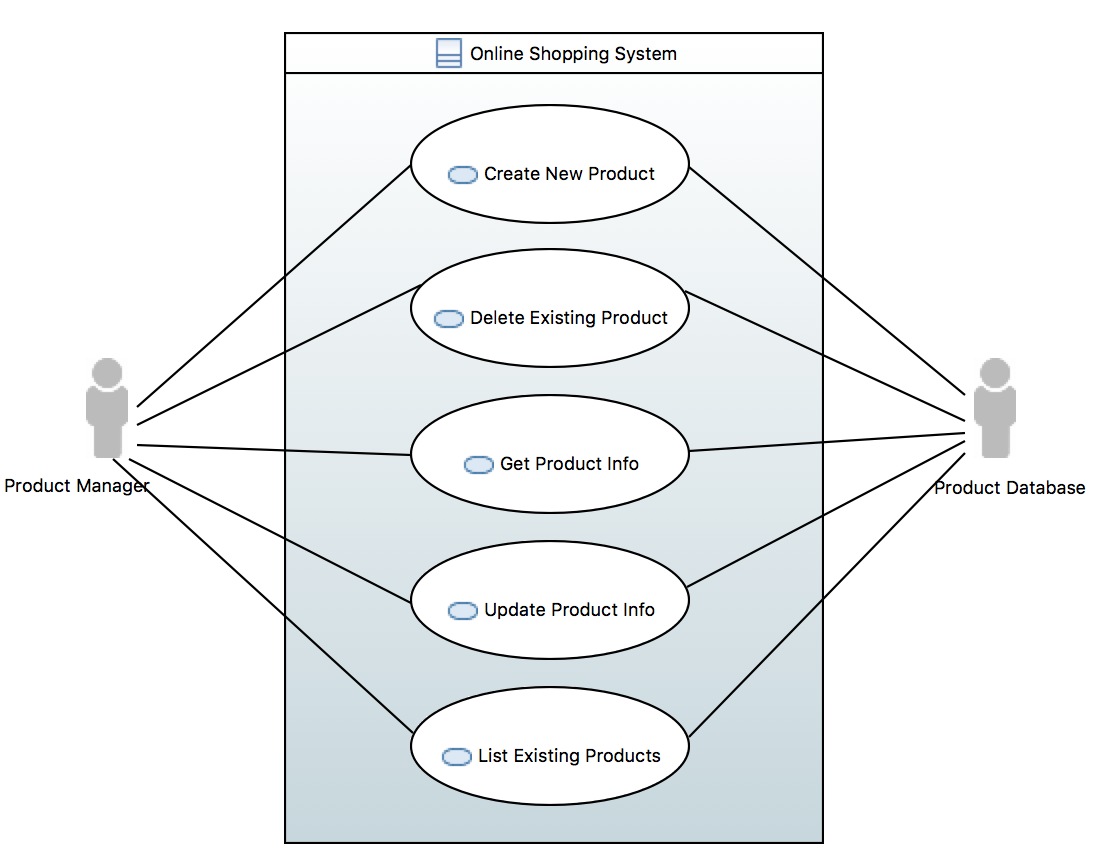 Online Shopping System
Create New Product
Delete Existing Product
Get Product Info
Product Manager
Product Database
Update Product Info
List Existing Products